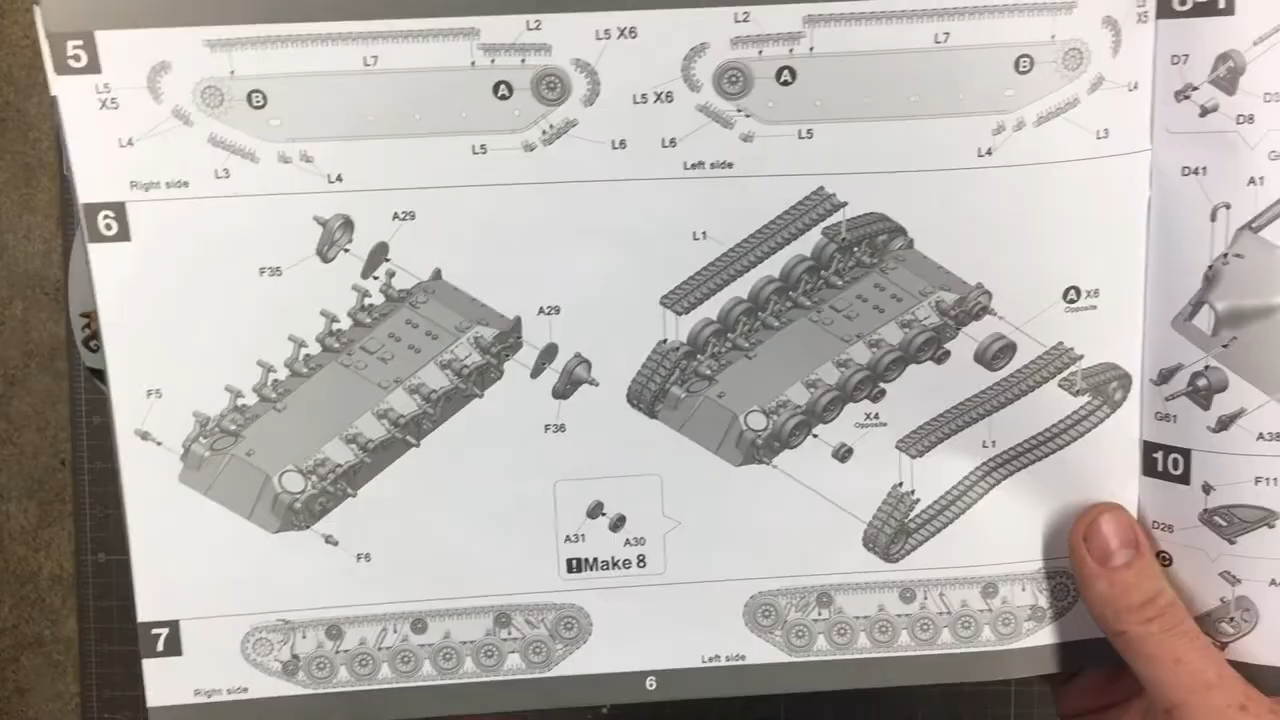 5
L7
L2
L5 X6
L5
X5
B
A
L4
L3
L4
L5
L6
Right side
L2
L7
X5
L5 X6
A
B
L6
L5
L4
L3
L4
Left side
6
F35
A29
A29
F36
F5
F6
A31
A30
!Make 8
L1
A X6
Opposite
X4
Opposite
L1
7
Right side
Left side
6
D7
D8
D41
A1
G61
A38
10
F11
D26
C